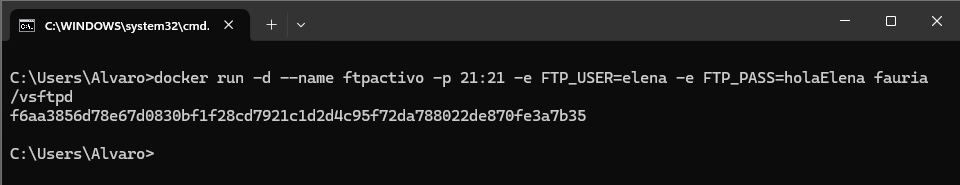 C:\WINDOWS\system32\cmd.
C:\Users\Alvaro>docker run -d --name ftpactivo -p 21:21 -e FTP_USER=elena -e FTP_PASS=holaElena fauria
/vsftpd
f6aa3856d78e67d0830bf1f28cd7921c1d2d4c95f72da788022de870fe3a7b35
C:\Users\Alvaro>